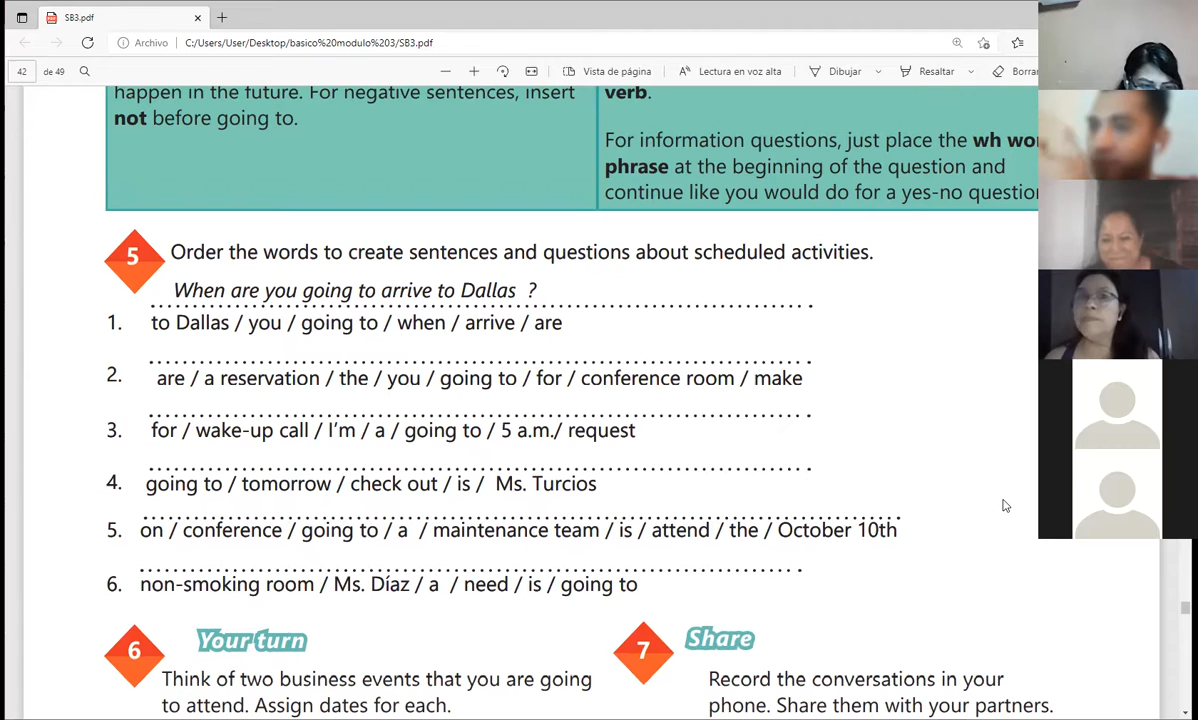 SB3.pdf
Archivo C:/Users/User/Desktop/basico%20modulo%203/SB3.pdf
42 de 49 Vista de página Lectura en voz alta Dibujar Resaltar Borrar
happen in the future. For negative sentences, insert
not before going to.
verb.
For information questions, just place the wh wo
phrase at the beginning of the question and
continue like you would do for a yes-no question
5 Order the words to create sentences and questions about scheduled activities.
When are you going to arrive to Dallas ?
1. to Dallas / you / going to / when / arrive / are
2. are / a reservation / the / you / going to / for / conference room / make
3. for / wake-up call / I'm / a / going to / 5 a.m./ request
4. going to / tomorrow / check out / is / Ms. Turcios
5. on / conference / going to / a / maintenance team / is / attend / the / October 10th
6. non-smoking room / Ms. Díaz / a / need / is / going to
6 Your turn
Think of two business events that you are going
to attend. Assign dates for each.
7 Share
Record the conversations in your
phone. Share them with your partners.